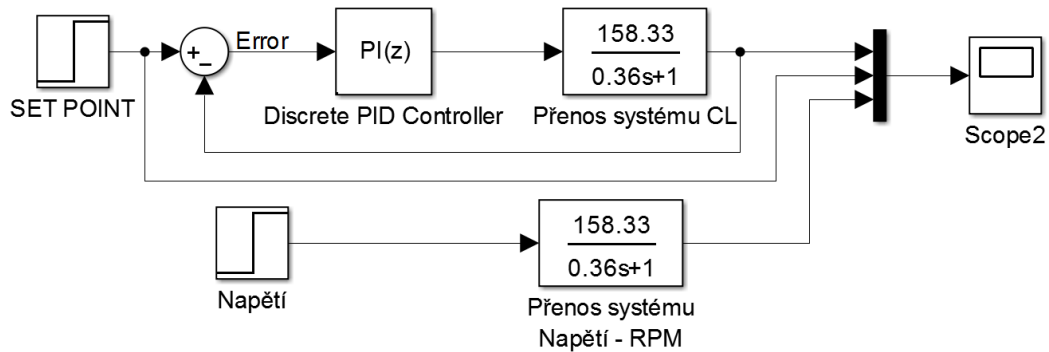 158.33
+
−
Error
PI(z)
0.36s+1
SET POINT
Discrete PID Controller
Přenos systému CL
Scope2
158.33
0.36s+1
Napětí
Přenos systému
Napětí - RPM